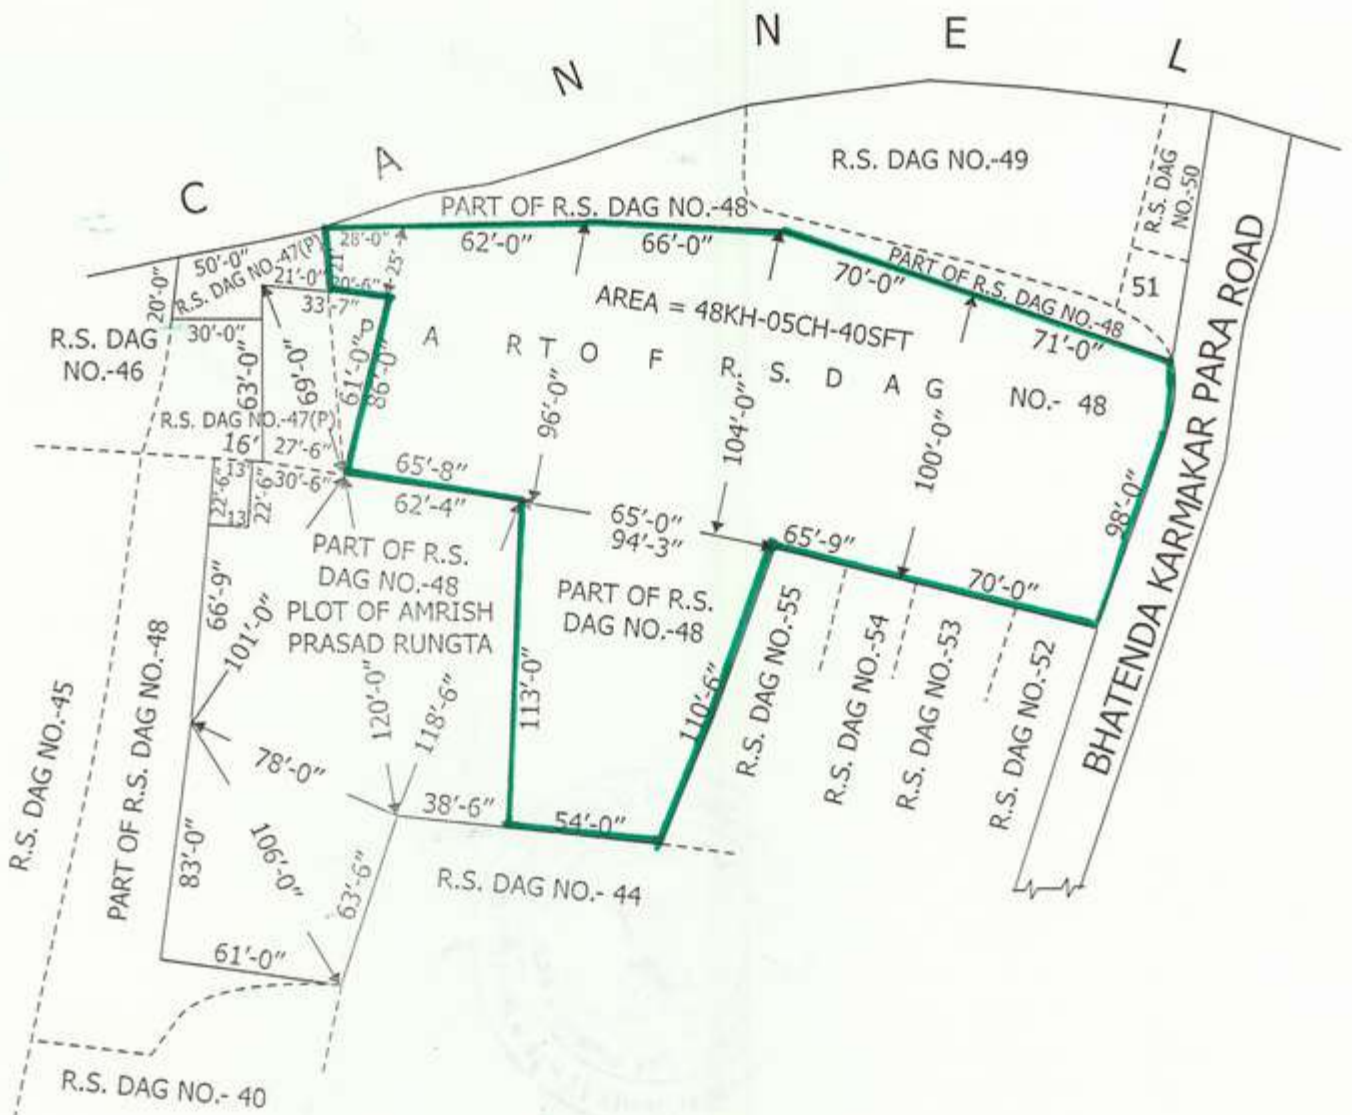 C A N N E L
R.S. DAG NO.-49
R.S. DAG
NO.-50
PART OF R.S. DAG NO.-48
50'-0"
R.S. DAG NO.-47(P)
20'-0"
21'-0"
28'-0"
21'
25'
20'-6"
33'-7"
30'-0"
62'-0"
66'-0"
70'-0"
PART OF R.S. DAG NO.-48
71'-0"
51
R.S. DAG
NO.-46
AREA = 48KH-05CH-40SFT
P A R T O F R. S. D A G NO.- 48
63'-0"
69'-0"
61'-0"
86'-0"
96'-0"
104'-0"
100'-0"
98'-0"
BHATENDA KARMAKAR PARA ROAD
R.S. DAG NO.-47(P)
16'
27'-6"
13'
30'-6"
22'-6"
22'-6"
13'
65'-8"
62'-4"
65'-0"
94'-3"
65'-9"
70'-0"
PART OF R.S.
DAG NO.-48
PLOT OF AMRISH
PRASAD RUNGTA
PART OF R.S.
DAG NO.-48
66'-9"
101'-0"
120'-0"
118'-6"
113'-0"
110'-6"
R.S. DAG NO.-55
R.S. DAG NO.-54
R.S. DAG NO.-53
R.S. DAG NO.-52
R.S. DAG NO.-45
PART OF R.S. DAG NO.-48
78'-0"
38'-6"
54'-0"
83'-0"
106'-0"
63'-6"
R.S. DAG NO.- 44
61'-0"
R.S. DAG NO.- 40